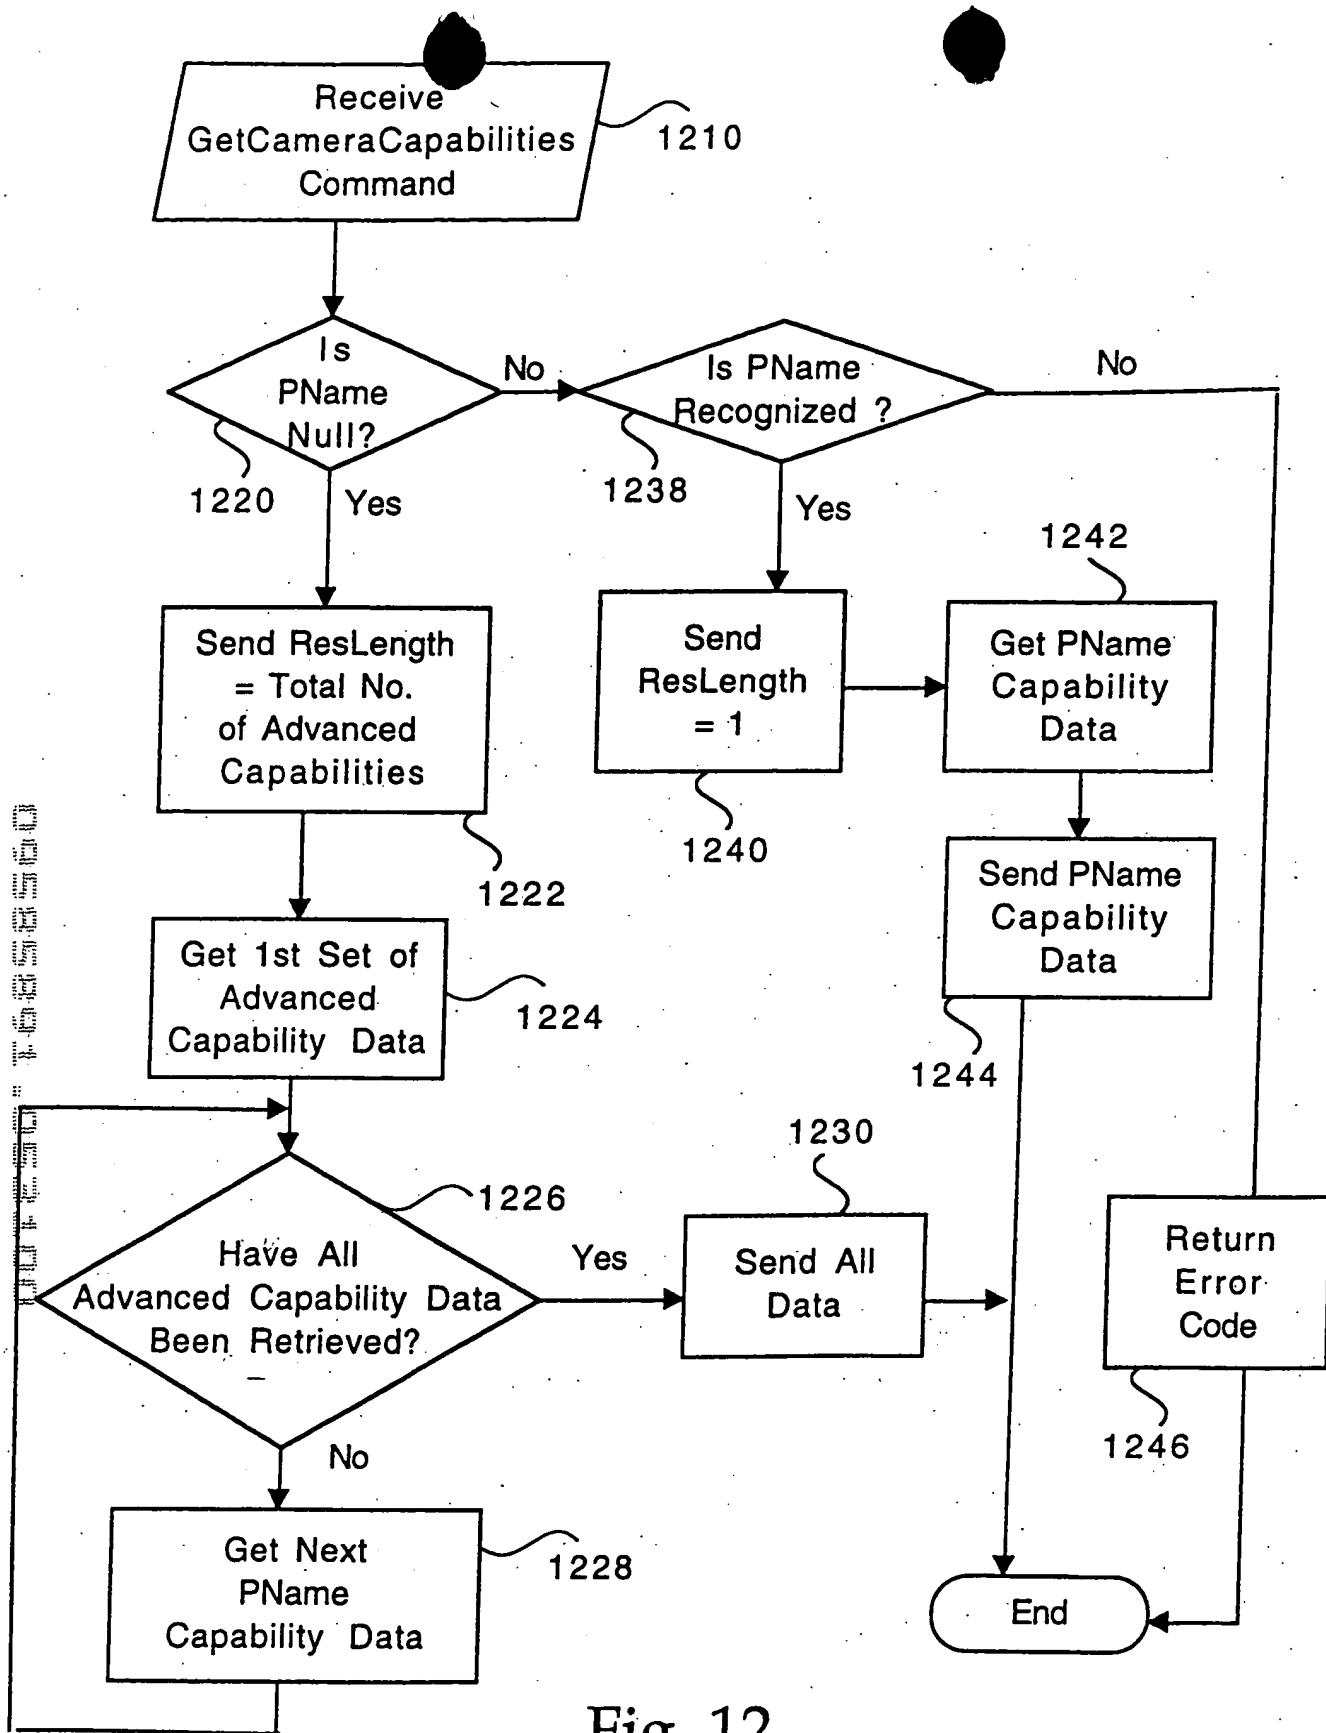 Receive
GetCameraCapabilities
Command
1210
Is
PName
Null?
1220
No
Yes
Is PName
Recognized ?
1238
No
Yes
Send ResLength
= Total No.
of Advanced
Capabilities
1222
Send
ResLength
= 1
1240
1242
Get PName
Capability
Data
Send PName
Capability
Data
1244
Get 1st Set of
Advanced
Capability Data
1224
1226
Have All
Advanced Capability Data
Been Retrieved?
Yes
No
1230
Send All
Data
Return
Error
Code
1246
Get Next
PName
Capability Data
1228
End
Fig. 12